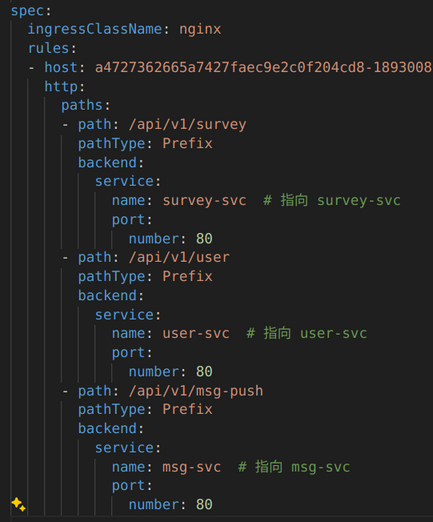 spec:
  ingressClassName: nginx
  rules:
  - host: a4727362665a7427faec9e2c0f204cd8-1893008
    http:
      paths:
      - path: /api/v1/survey
        pathType: Prefix
        backend:
          service:
            name: survey-svc  # 指向 survey-svc
            port:
              number: 80
      - path: /api/v1/user
        pathType: Prefix
        backend:
          service:
            name: user-svc  # 指向 user-svc
            port:
              number: 80
      - path: /api/v1/msg-push
        pathType: Prefix
        backend:
          service:
            name: msg-svc  # 指向 msg-svc
            port:
              number: 80